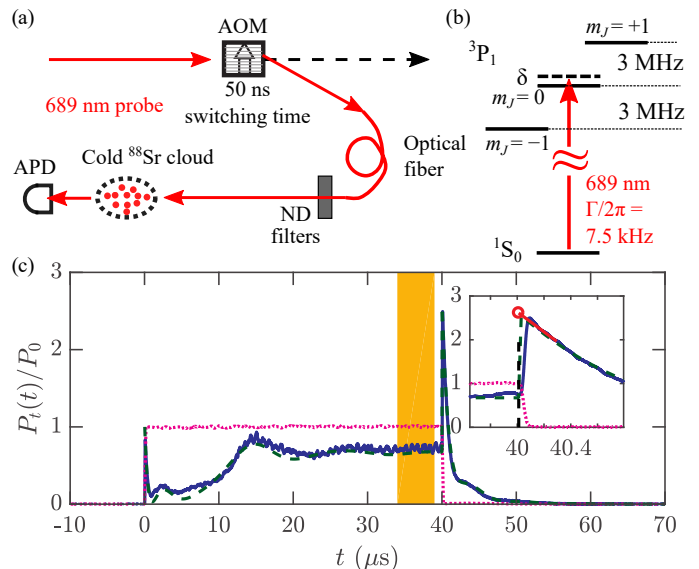 (a)
AOM
689 nm probe
50 ns
switching time
Optical
fiber
APD
Cold ⁸⁸Sr cloud
ND
filters
(b)
m_J = +1
³P₁
3 MHz
δ
m_J = 0
3 MHz
m_J = −1
689 nm
Γ/2π =
7.5 kHz
¹S₀
(c)
P_t(t)/P_0
3
2
1
0
-10 0 10 20 30 40 50 60 70
t (μs)
3
2
1
0
40 40.4